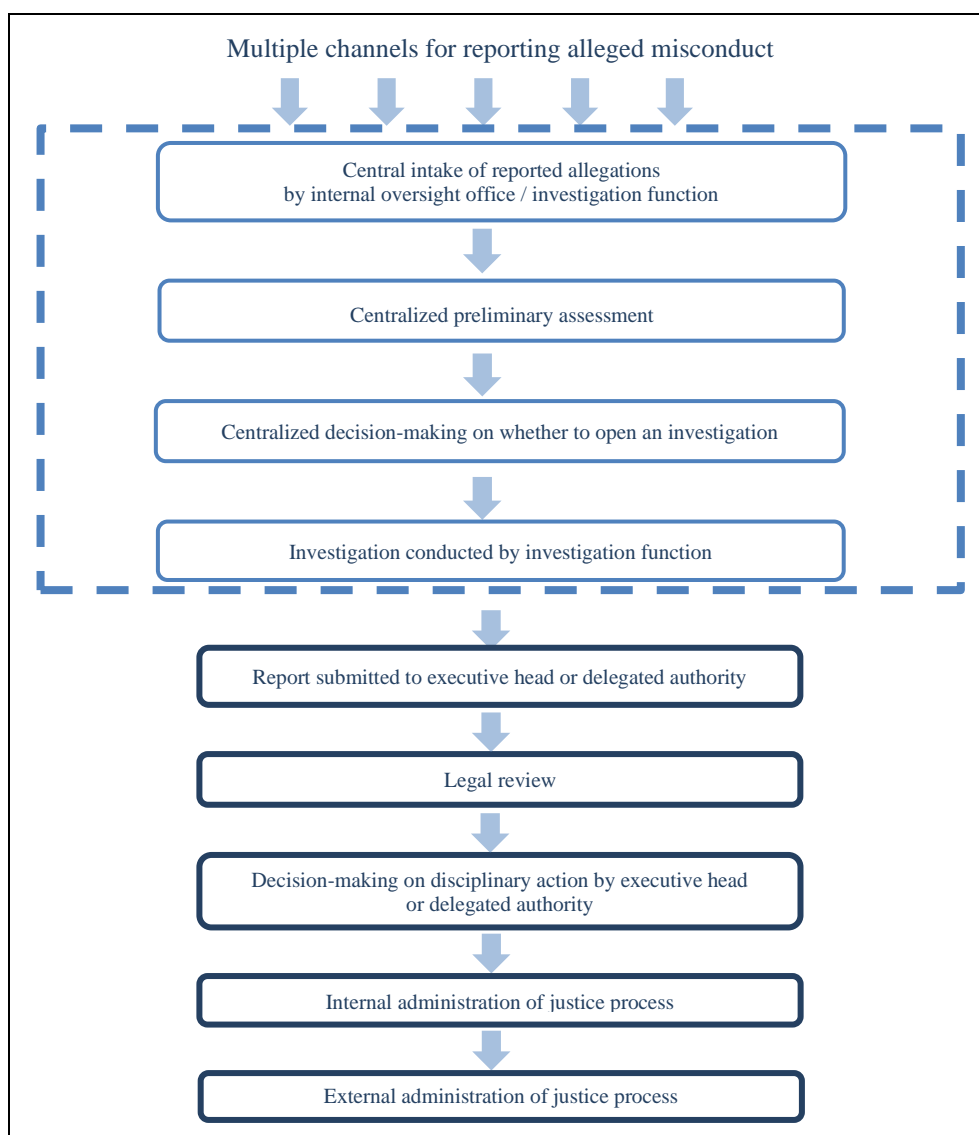 Multiple channels for reporting alleged misconduct
Central intake of reported allegations
by internal oversight office / investigation function
Centralized preliminary assessment
Centralized decision-making on whether to open an investigation
Investigation conducted by investigation function
Report submitted to executive head or delegated authority
Legal review
Decision-making on disciplinary action by executive head
or delegated authority
Internal administration of justice process
External administration of justice process